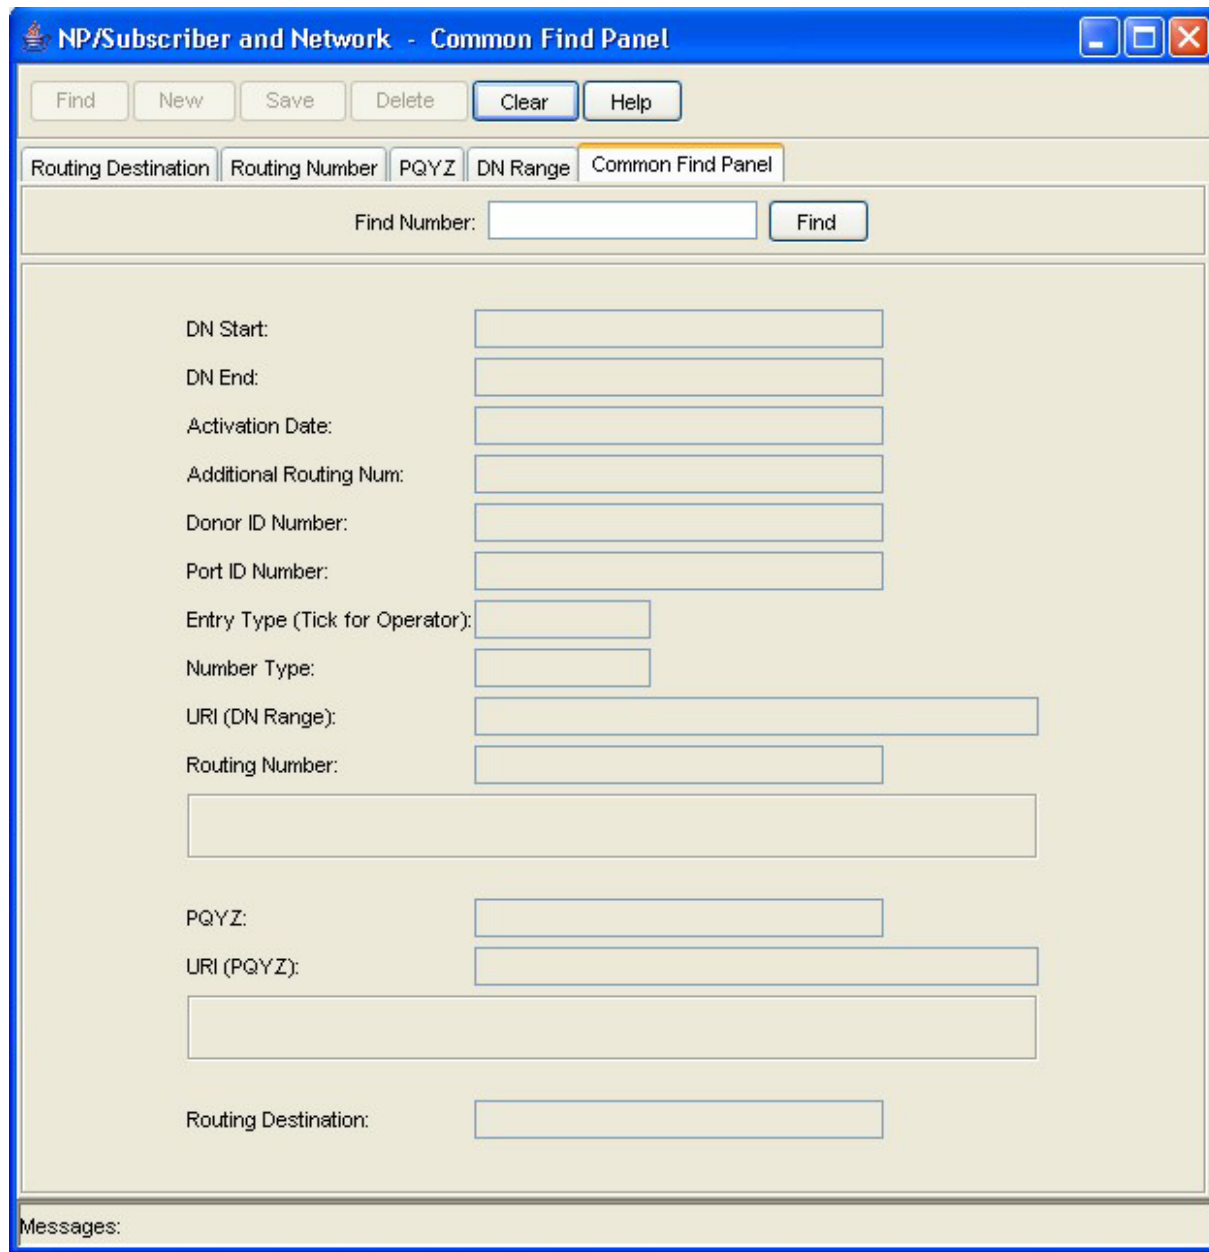 NP/Subscriber and Network - Common Find Panel
Find New Save Delete Clear Help
Routing Destination Routing Number PQYZ DN Range Common Find Panel
Find Number: Find
DN Start:
DN End:
Activation Date:
Additional Routing Num:
Donor ID Number:
Port ID Number:
Entry Type (Tick for Operator):
Number Type:
URI (DN Range):
Routing Number:
PQYZ:
URI (PQYZ):
Routing Destination:
Messages: